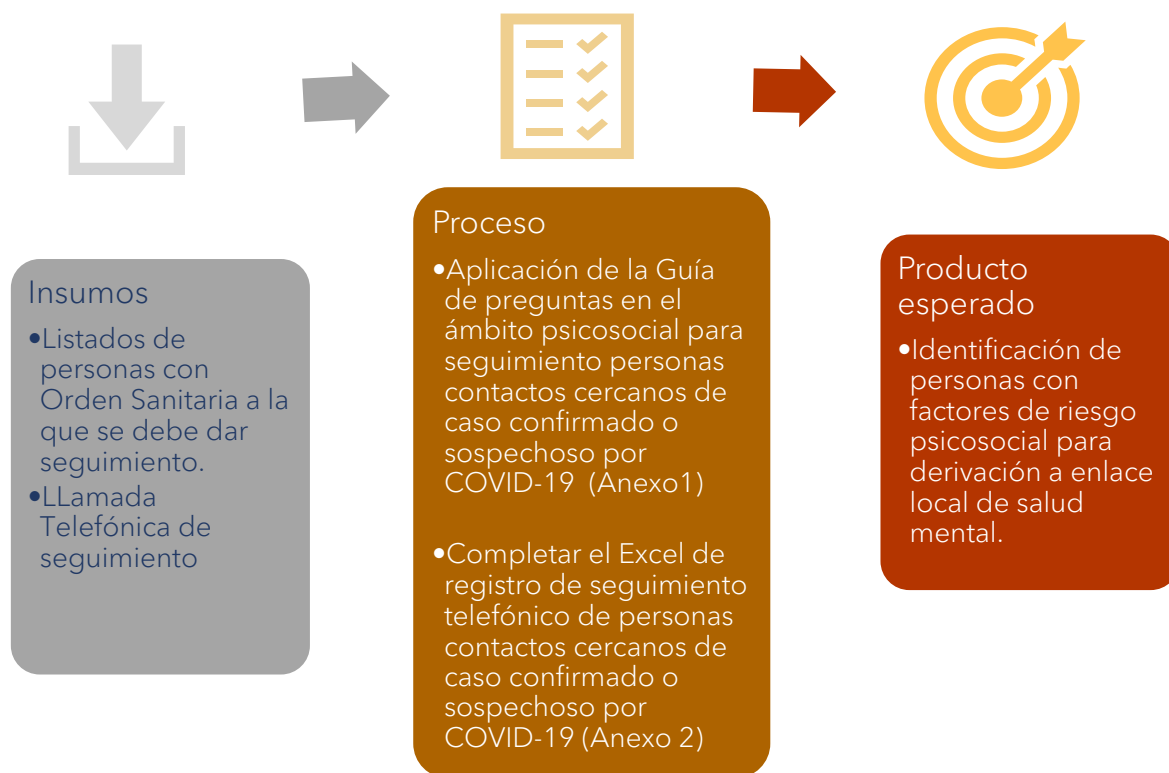 Insumos
•Listados de
personas con
Orden Sanitaria a la
que se debe dar
seguimiento.
•LLamada
Telefónica de
seguimiento
Proceso
•Aplicación de la Guía
de preguntas en el
ámbito psicosocial para
seguimiento personas
contactos cercanos de
caso confirmado o
sospechoso por
COVID-19 (Anexo1)
•Completar el Excel de
registro de seguimiento
telefónico de personas
contactos cercanos de
caso confirmado o
sospechoso por
COVID-19 (Anexo 2)
Producto
esperado
•Identificación de
personas con
factores de riesgo
psicosocial para
derivación a enlace
local de salud
mental.